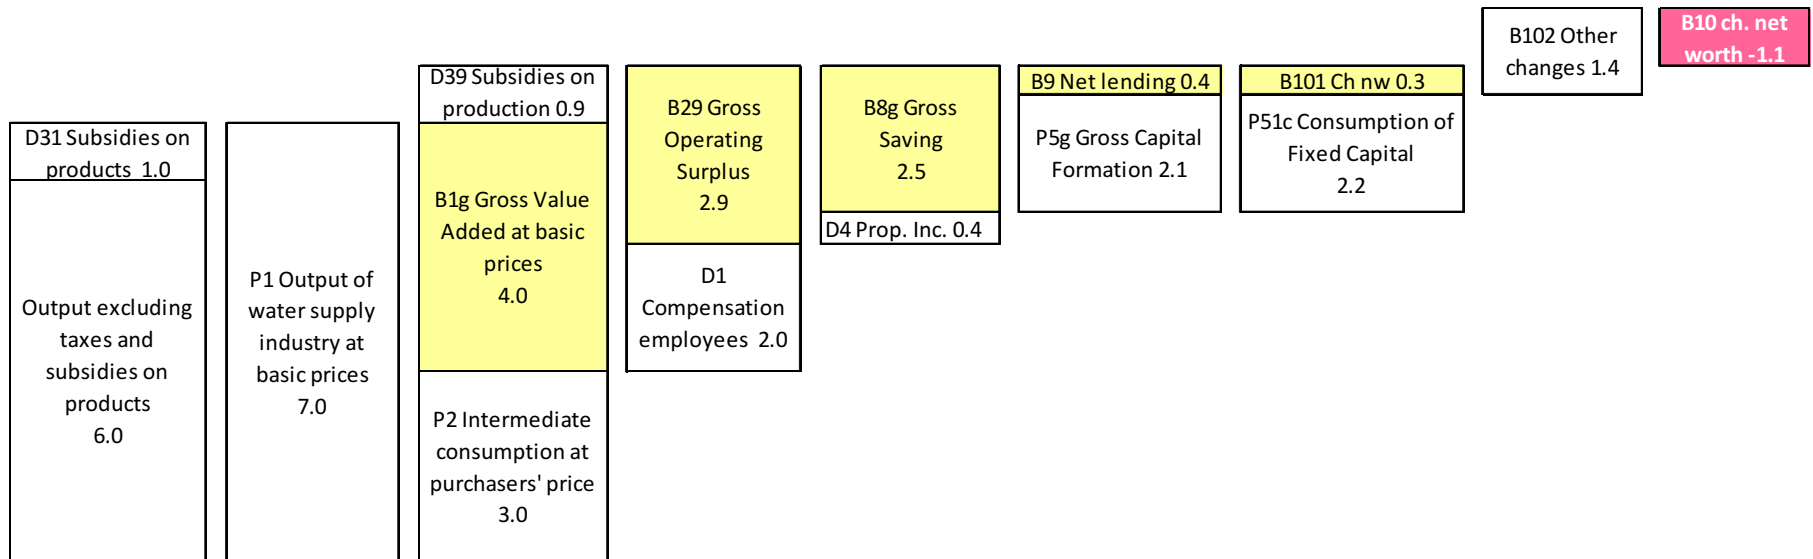 D31 Subsidies on
products 1.0
Output excluding
taxes and
subsidies on
products
6.0
P1 Output of
water supply
industry at
basic prices
7.0
D39 Subsidies on
production 0.9
B1g Gross Value
Added at basic
prices
4.0
P2 Intermediate
consumption at
purchasers' price
3.0
B29 Gross
Operating
Surplus
2.9
D1
Compensation
employees 2.0
B8g Gross
Saving
2.5
D4 Prop. Inc. 0.4
B9 Net lending 0.4
P5g Gross Capital
Formation 2.1
B101 Ch nw 0.3
P51c Consumption of
Fixed Capital
2.2
B102 Other
changes 1.4
B10 ch. net
worth -1.1